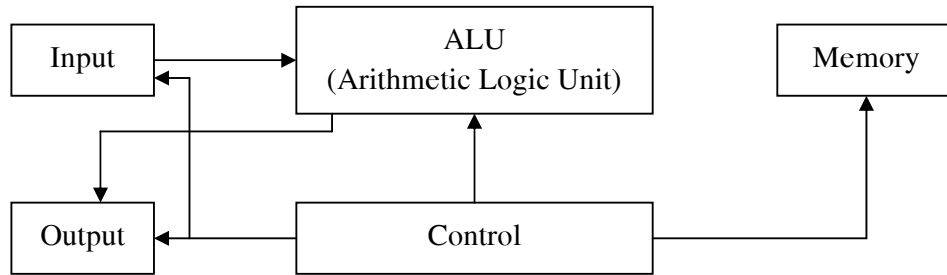 Input
ALU
(Arithmetic Logic Unit)
Memory
Output
Control